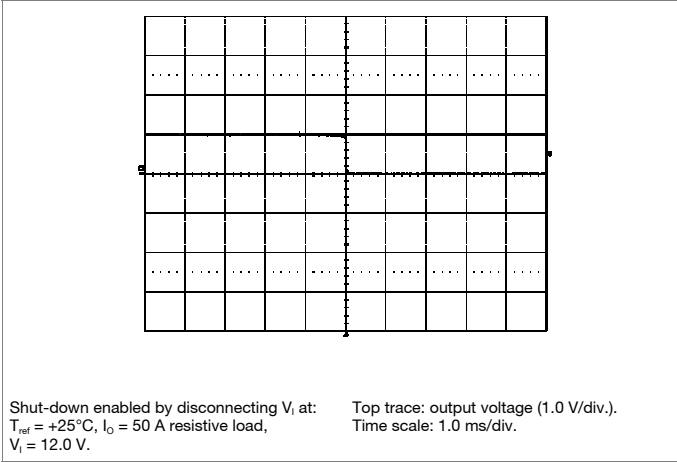 Shut-down enabled by disconnecting VI at:
Tref = +25°C, IO = 50 A resistive load,
VI = 12.0 V.
Top trace: output voltage (1.0 V/div.).
Time scale: 1.0 ms/div.